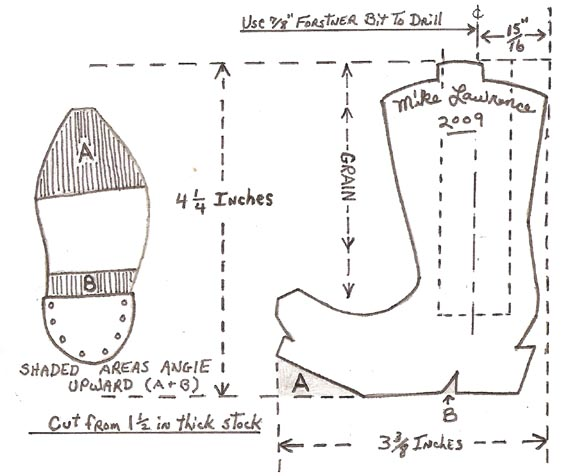 Use 7/8" Forstner Bit To Drill
℄
15"
16
Mike Lawrence
2009
GRAIN
4 1/4 Inches
A
B
SHADED AREAS ANGLE
UPWARD (A+B)
A
B
Cut from 1 1/2 in thick stock
3 3/8 Inches